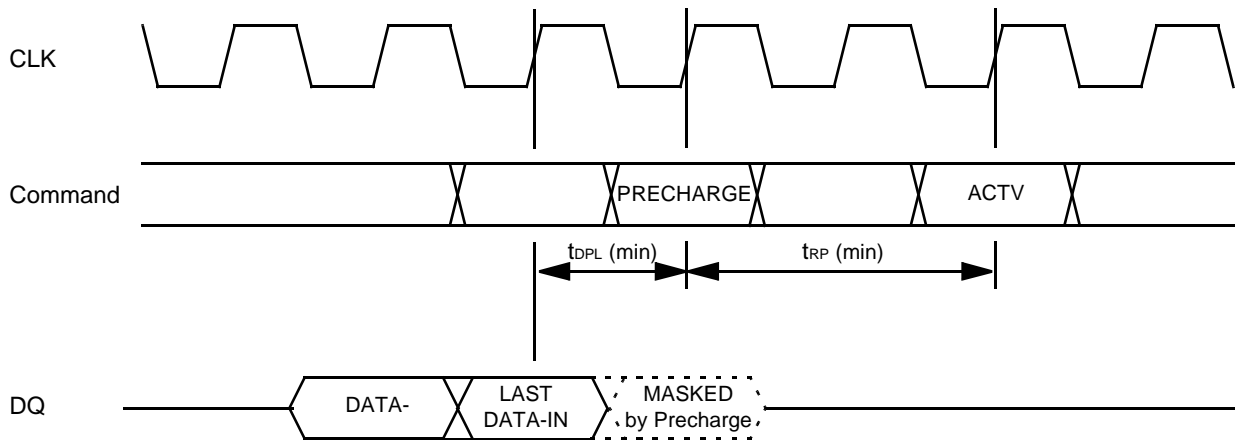 CLK
Command
PRECHARGE
ACTV
tDPL (min)
tRP (min)
DQ
DATA-
LAST
DATA-IN
MASKED
by Precharge